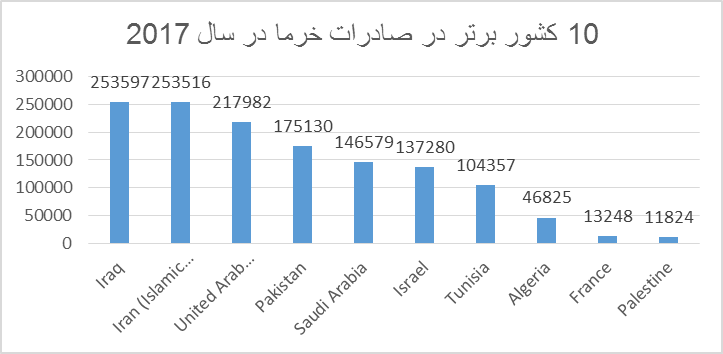 10 کشور برتر در صادرات خرما در سال 2017
300000
250000
200000
150000
100000
50000
0
253597
253516
217982
175130
146579
137280
104357
46825
13248
11824
Iraq
Iran (Islamic...
United Arab...
Pakistan
Saudi Arabia
Israel
Tunisia
Algeria
France
Palestine